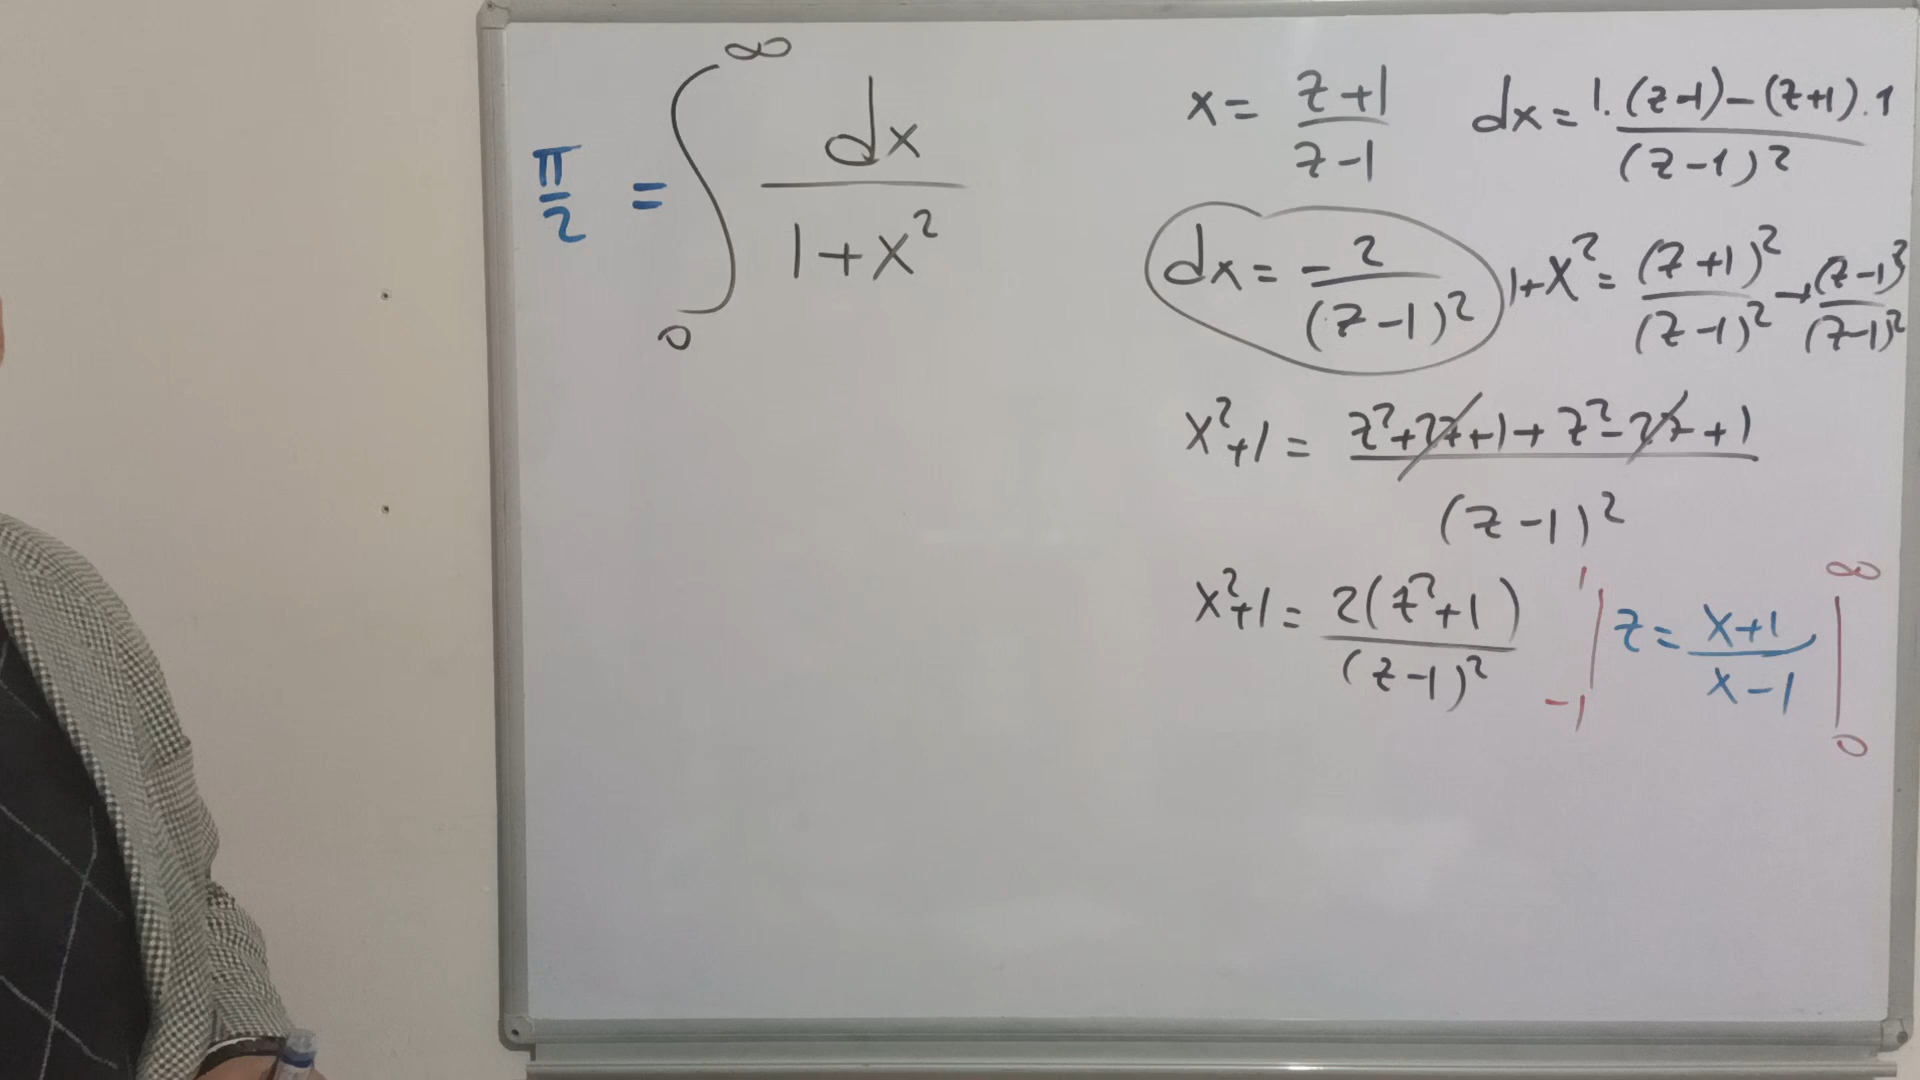 π/2 = ∫₀^∞ dx/(1+x²)
x = (z+1)/(z-1)
dx = (1.(z-1)-(z+1).1)/(z-1)²
dx = -2/(z-1)²
1+x² = (z+1)²/(z-1)² + (z-1)²/(z-1)²
x²+1 = (z²+2z+1+z²-2z+1)/(z-1)²
x²+1 = 2(z²+1)/(z-1)²
1 | -1 z = (x+1)/(x-1) | ∞ 0